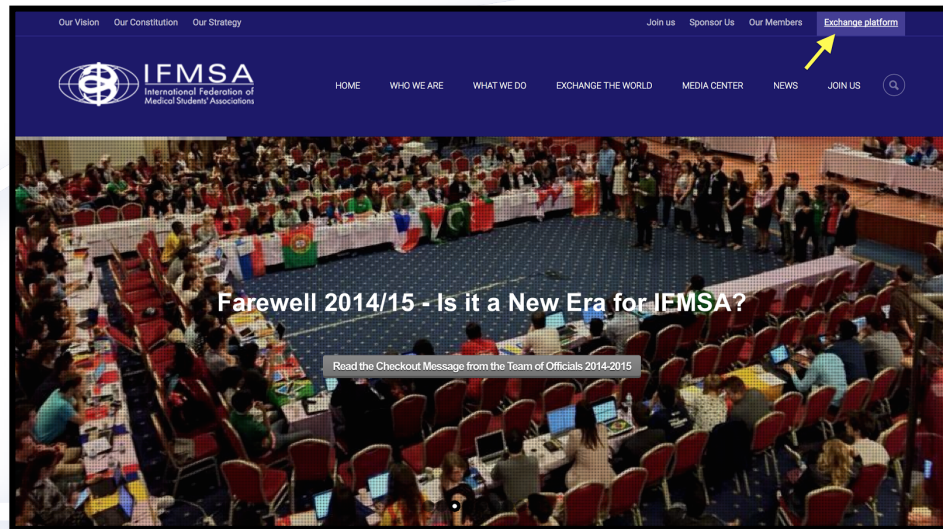 Our Vision Our Constitution Our Strategy Join us Sponsor Us Our Members Exchange platform
IFMSA
International Federation of
Medical Students' Associations
HOME WHO WE ARE WHAT WE DO EXCHANGE THE WORLD MEDIA CENTER NEWS JOIN US
Farewell 2014/15 - Is it a New Era for IFMSA?
Read the Checkout Message from the Team of Officials 2014-2015